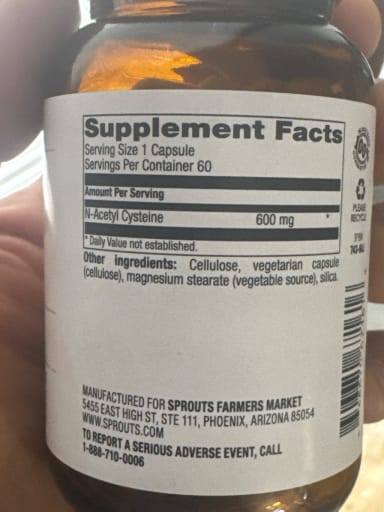 Supplement Facts
Serving Size 1 Capsule
Servings Per Container 60
Amount Per Serving
N-Acetyl Cysteine 600 mg *
* Daily Value not established.
Other ingredients: Cellulose, vegetarian capsule
(cellulose), magnesium stearate (vegetable source), silica.
MANUFACTURED FOR SPROUTS FARMERS MARKET
5455 EAST HIGH ST, STE 111, PHOENIX, ARIZONA 85054
WWW.SPROUTS.COM
TO REPORT A SERIOUS ADVERSE EVENT, CALL
1-888-710-0006
PLEASE
RECYCLE